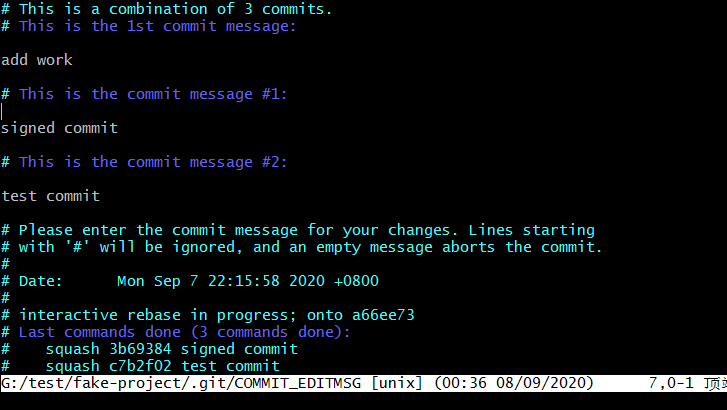 # This is a combination of 3 commits.
# This is the 1st commit message:
add work
# This is the commit message #1:
signed commit
# This is the commit message #2:
test commit
# Please enter the commit message for your changes. Lines starting
# with '#' will be ignored, and an empty message aborts the commit.
#
# Date:      Mon Sep 7 22:15:58 2020 +0800
#
# interactive rebase in progress; onto a66ee73
# Last commands done (3 commands done):
#    squash 3b69384 signed commit
#    squash c7b2f02 test commit
G:/test/fake-project/.git/COMMIT_EDITMSG [unix] (00:36 08/09/2020)      7,0-1 顶